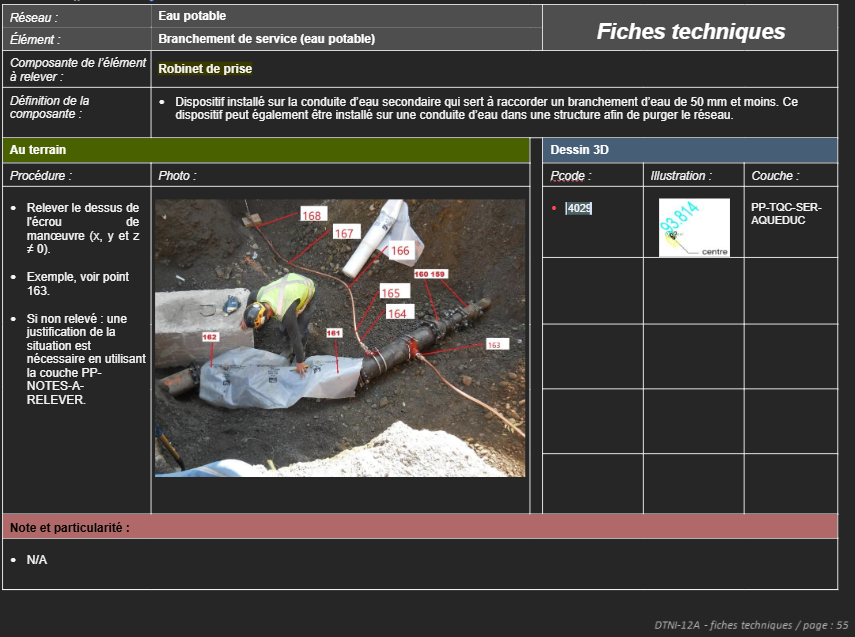 Réseau :
Eau potable
Fiches techniques
Élément :
Branchement de service (eau potable)
Composante de l'élément
à relever :
Robinet de prise
Définition de la
composante :
• Dispositif installé sur la conduite d'eau secondaire qui sert à raccorder un branchement d'eau de 50 mm et moins. Ce
dispositif peut également être installé sur une conduite d'eau dans une structure afin de purger le réseau.
Au terrain
Dessin 3D
Procédure :
Photo :
Pcode :
Illustration :
Couche :
• Relever le dessus de
l'écrou de
manœuvre (x, y et z
≠ 0).
• Exemple, voir point
163.
• Si non relevé : une
justification de la
situation est
nécessaire en utilisant
la couche PP-
NOTES-A-
RELEVER.
168
167
166
160 159
165
164
162
161
163
• 4029
93.814
centre
PP-TQC-SER-
AQUEDUC
Note et particularité :
• N/A
DTNI-12A - fiches techniques / page : 55